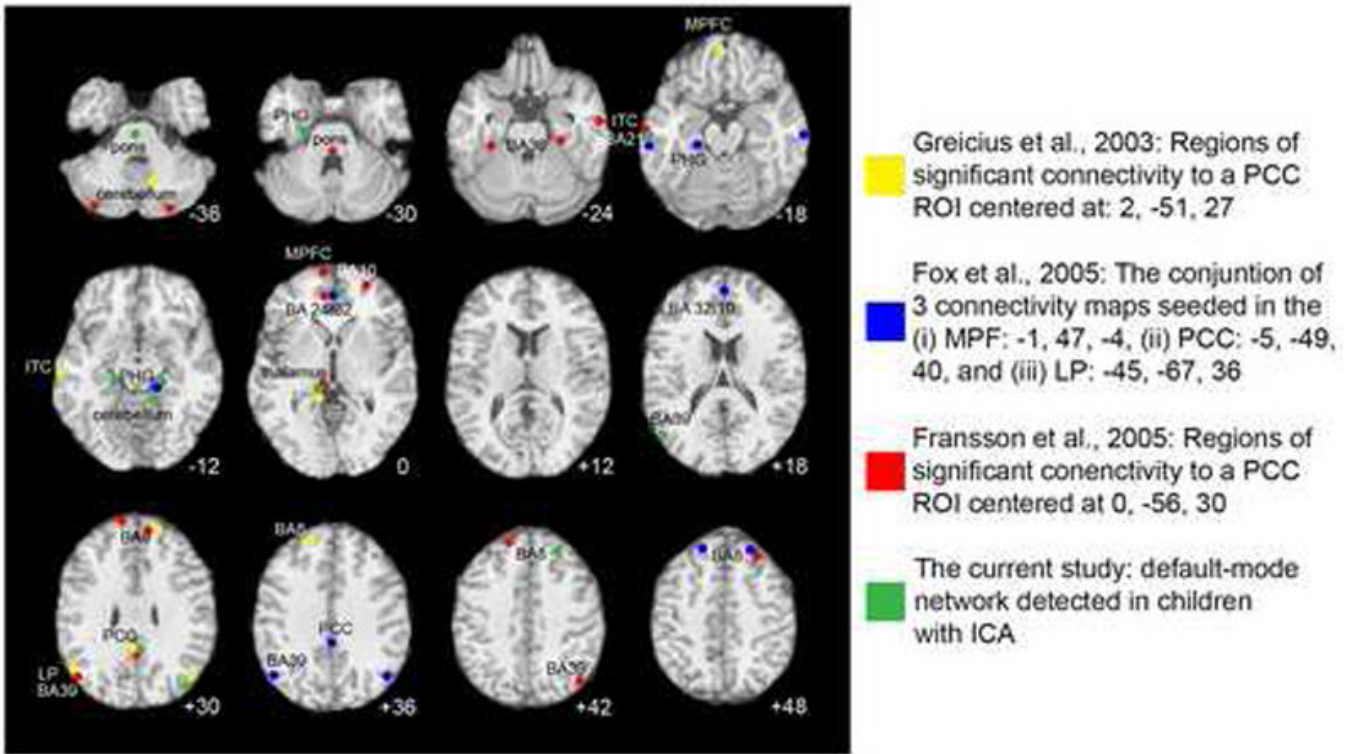 MPFC
PHG
pons
pons
cerebellum
BA36
ITC
BA21
PHG
-36
-30
-24
-18
MPFC
BA10
BA 24/32
BA 32/10
ITC
PHG
thalamus
cerebellum
BA39
-12
0
+12
+18
BA9
BA8
BA8
BA8
PCC
PCC
LP
BA39
BA39
BA39
+30
+36
+42
+48
Greicius et al., 2003: Regions of
significant connectivity to a PCC
ROI centered at: 2, -51, 27
Fox et al., 2005: The conjuntion of
3 connectivity maps seeded in the
(i) MPF: -1, 47, -4, (ii) PCC: -5, -49,
40, and (iii) LP: -45, -67, 36
Fransson et al., 2005: Regions of
significant conenctivity to a PCC
ROI centered at 0, -56, 30
The current study: default-mode
network detected in children
with ICA